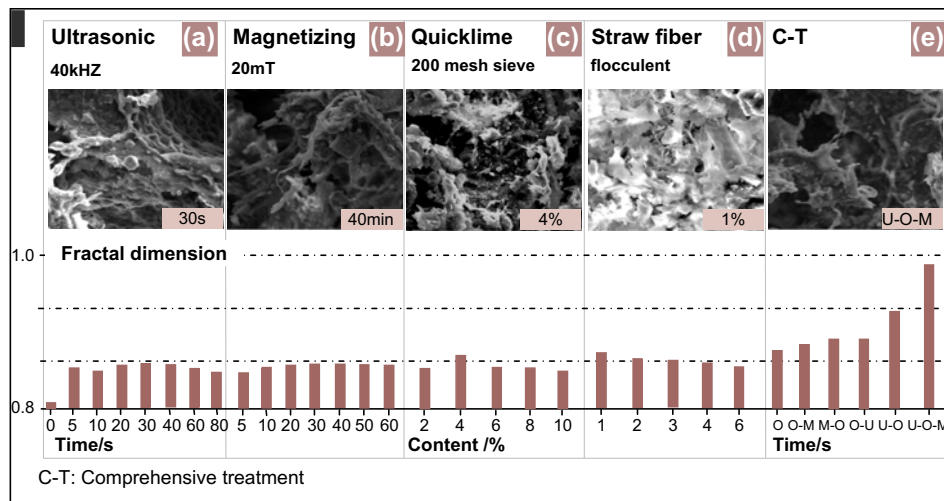 Ultrasonic (a) Magnetizing (b) Quicklime (c) Straw fiber (d) C-T (e)
40kHZ 20mT 200 mesh sieve flocculent
30s 40min 4% 1% U-O-M
1.0 Fractal dimension
0.8
0 5 10 20 30 40 60 80 5 10 20 30 40 50 60 2 4 6 8 10 1 2 3 4 6 O O-M M-O O-U U-O U-O-M
Time/s Content /% Time/s
C-T: Comprehensive treatment